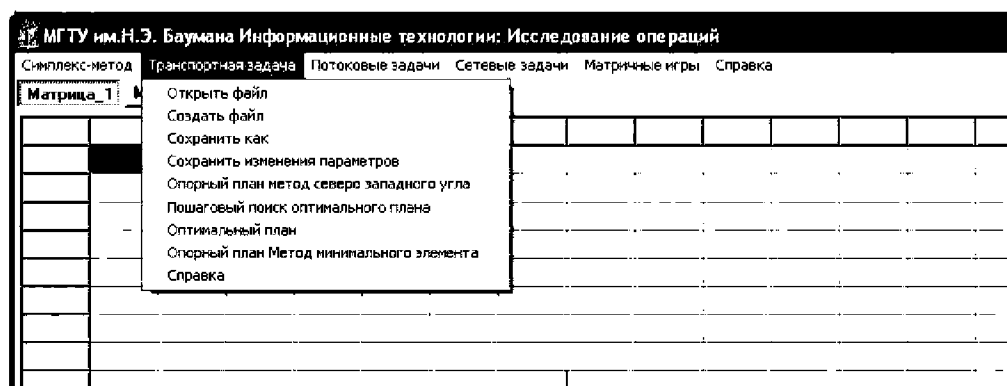 МГТУ им.Н.Э. Баумана Информационные технологии: Исследование операций
Симплекс-метод Транспортная задача Потоковые задачи Сетевые задачи Матричные игры Справка
Матрица_1
Открыть файл
Создать файл
Сохранить как
Сохранить изменения параметров
Опорный план метод северо западного угла
Пошаговый поиск оптимального плана
Оптимальный план
Опорный план Метод минимального элемента
Справка